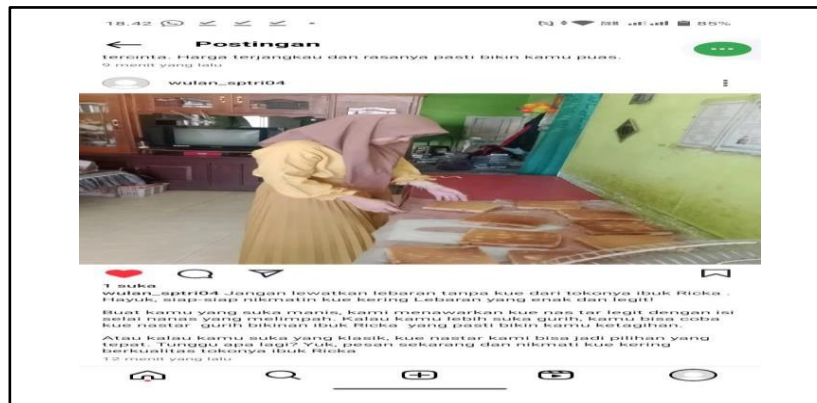 18.42
85%
Postingan
tercinta. Harga terjangkau dan rasanya pasti bikin kamu puas.
9 menit yang lalu
wulan_sptri04
1 suka
wulan_sptri04 Jangan lewatkan lebaran tanpa kue dari tokonya ibuk Ricka .
Hayuk, siap-siap nikmatin kue kering Lebaran yang enak dan legit!
Buat kamu yang suka manis, kami menawarkan kue nas tar legit dengan isi
selai nanas yang melimpah. Kalau kamu lebih suka gurih, kamu bisa coba
kue nastar gurih bikinan ibuk Ricka yang pasti bikin kamu ketagihan.
Atau kalau kamu suka yang klasik, kue nastar kami bisa jadi pilihan yang
tepat. Tunggu apa lagi? Yuk, pesan sekarang dan nikmati kue kering
berkualitas tokonya ibuk Ricka
12 menit yang lalu